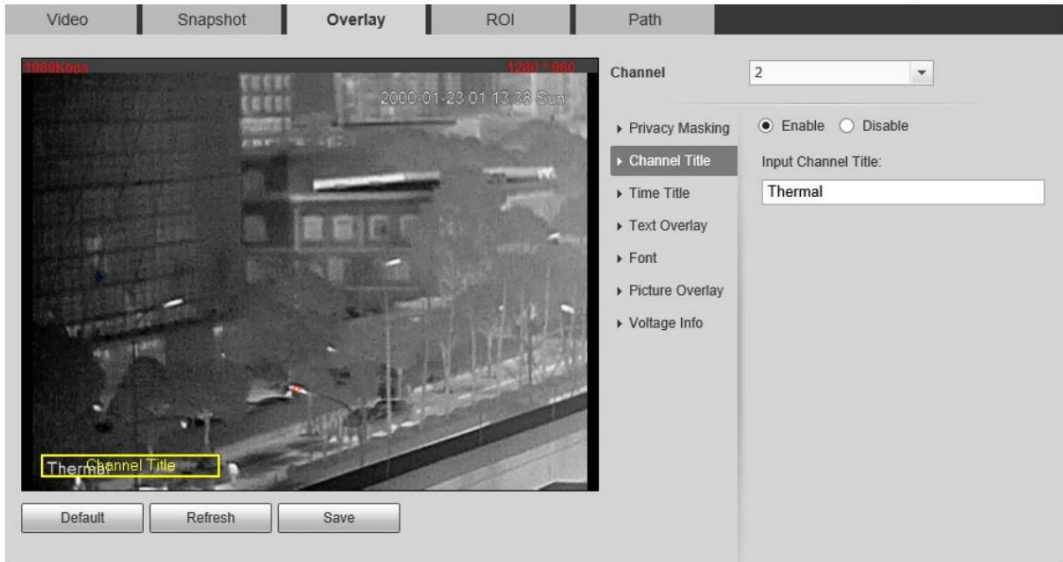 Video
Snapshot
Overlay
ROI
Path
1989Kbps
1280 * 960
2000-01-23 01:13:38 Sun
Thermal
Channel Title
Default
Refresh
Save
Channel
2
Privacy Masking
Channel Title
Time Title
Text Overlay
Font
Picture Overlay
Voltage Info
Enable
Disable
Input Channel Title:
Thermal